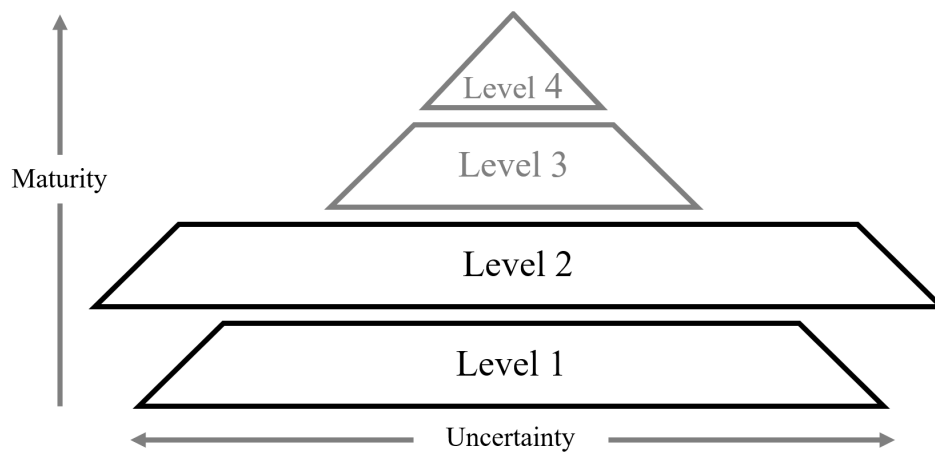 Level 4
Level 3
Maturity
Level 2
Level 1
Uncertainty